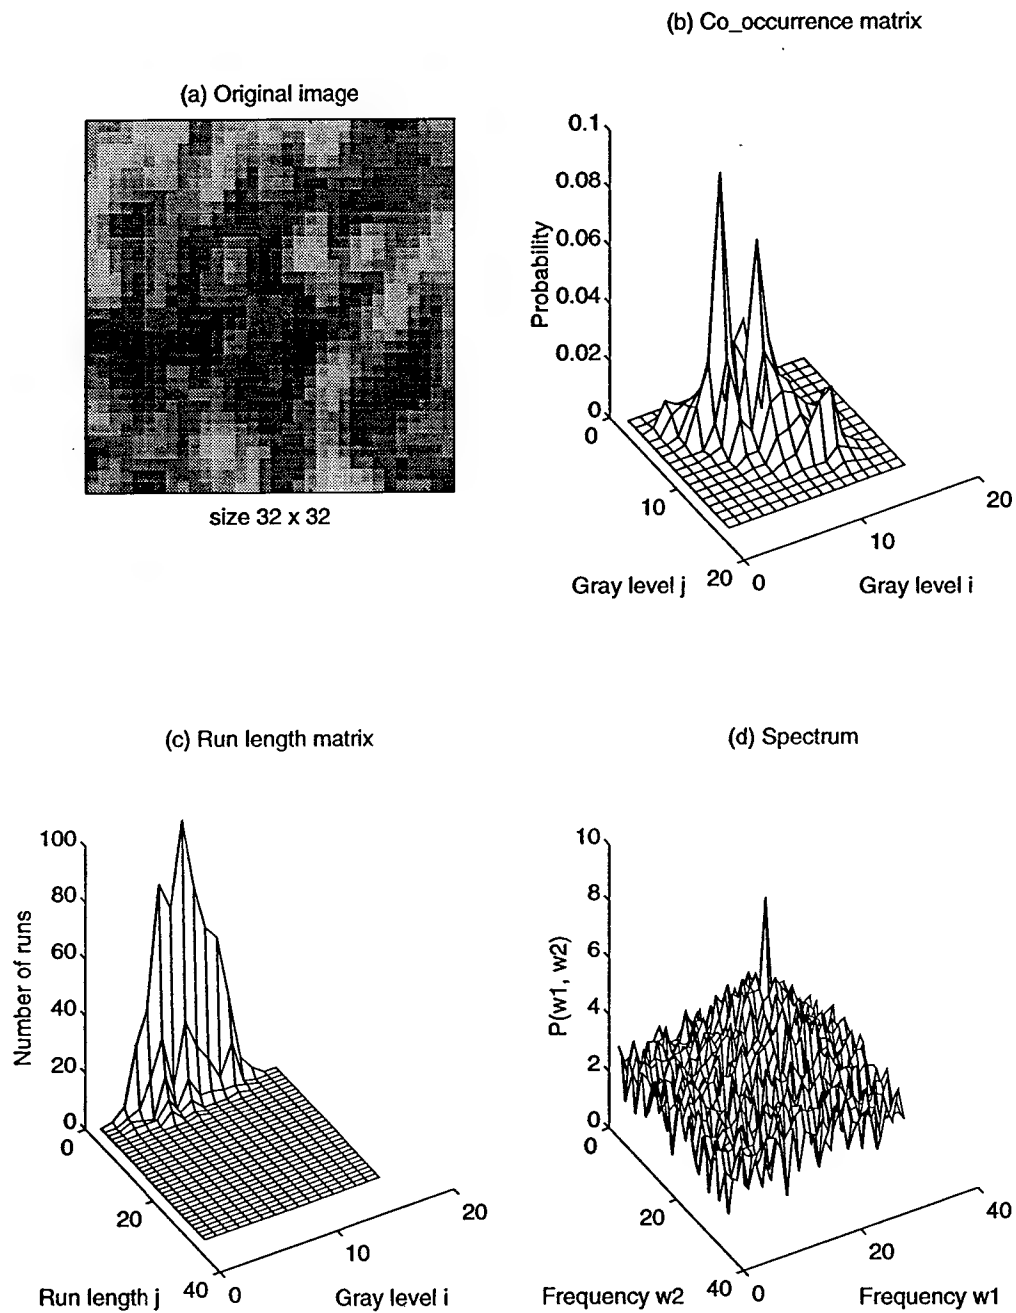 (b) Co_occurrence matrix
(a) Original image
size 32 x 32
0.1
0.08
0.06
0.04
0.02
0
Probability
0
10
20
Gray level j
0
10
20
Gray level i
(c) Run length matrix
100
80
60
40
20
0
Number of runs
0
20
40
Run length j
0
10
20
Gray level i
(d) Spectrum
10
8
6
4
2
0
P(w1, w2)
0
20
40
Frequency w2
0
20
40
Frequency w1